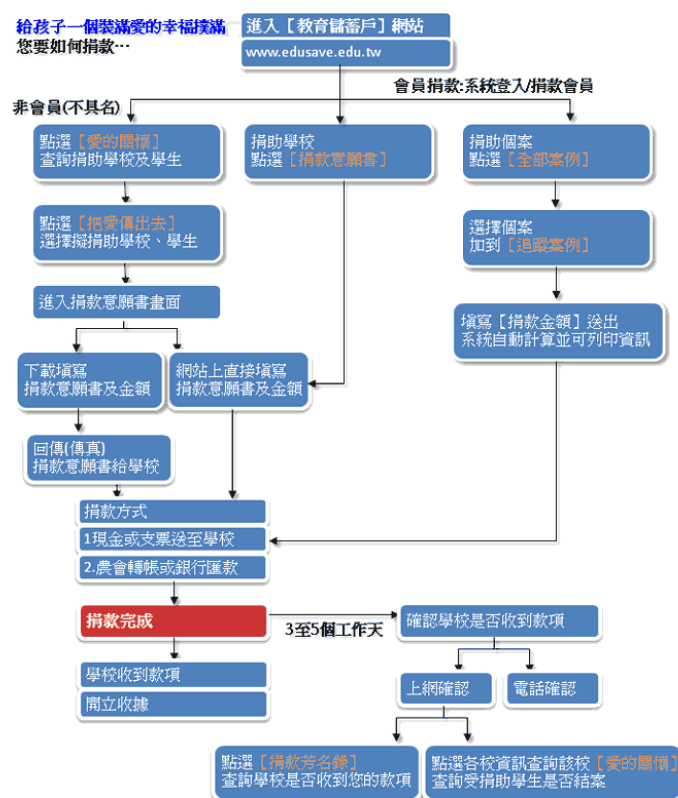 給孩子一個裝滿愛的幸福撲滿
您要如何捐款…
進入【教育儲蓄戶】網站
www.edusave.edu.tw
會員捐款:系統登入/捐款會員
非會員(不具名)
點選【愛的關懷】
查詢捐助學校及學生
捐助學校
點選【捐款意願書】
捐助個案
點選【全部案例】
點選【把愛傳出去】
選擇擬捐助學校、學生
選擇個案
加到【追蹤案例】
進入捐款意願書畫面
填寫【捐款金額】送出
系統自動計算並可列印資訊
下載填寫
捐款意願書及金額
網站上直接填寫
捐款意願書及金額
回傳(傳真)
捐款意願書給學校
捐款方式
1現金或支票送至學校
2.農會轉帳或銀行匯款
捐款完成
3至5個工作天
確認學校是否收到款項
學校收到款項
開立收據
上網確認
電話確認
點選【捐款芳名錄】
查詢學校是否收到您的款項
點選各校資訊查詢該校【愛的關懷】
查詢受捐助學生是否結案